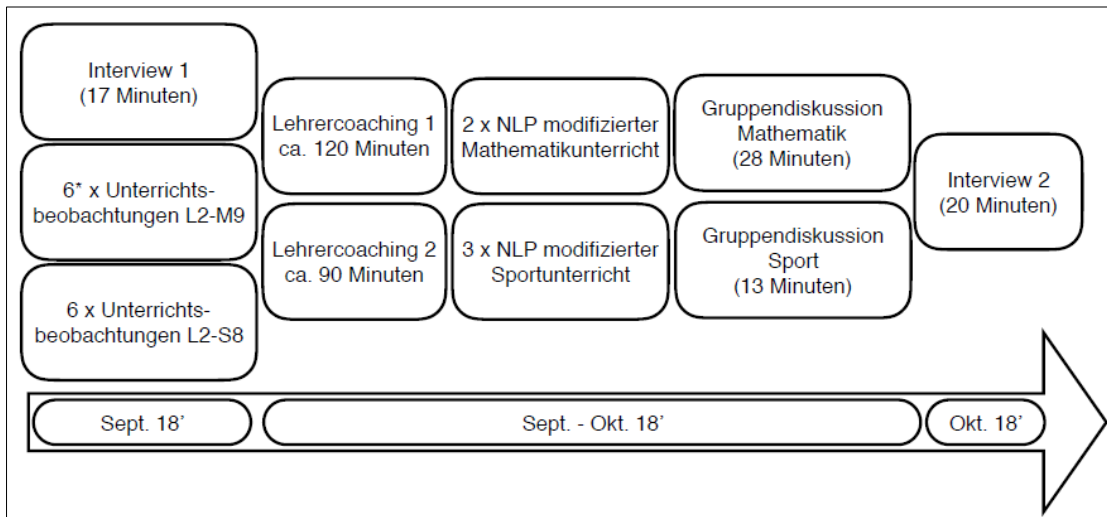 Interview 1
(17 Minuten)
6* x Unterrichts-
beobachtungen L2-M9
6 x Unterrichts-
beobachtungen L2-S8
Lehrercoaching 1
ca. 120 Minuten
Lehrercoaching 2
ca. 90 Minuten
2 x NLP modifizierter
Mathematikunterricht
3 x NLP modifizierter
Sportunterricht
Gruppendiskussion
Mathematik
(28 Minuten)
Gruppendiskussion
Sport
(13 Minuten)
Interview 2
(20 Minuten)
Sept. 18’
Sept. - Okt. 18’
Okt. 18’